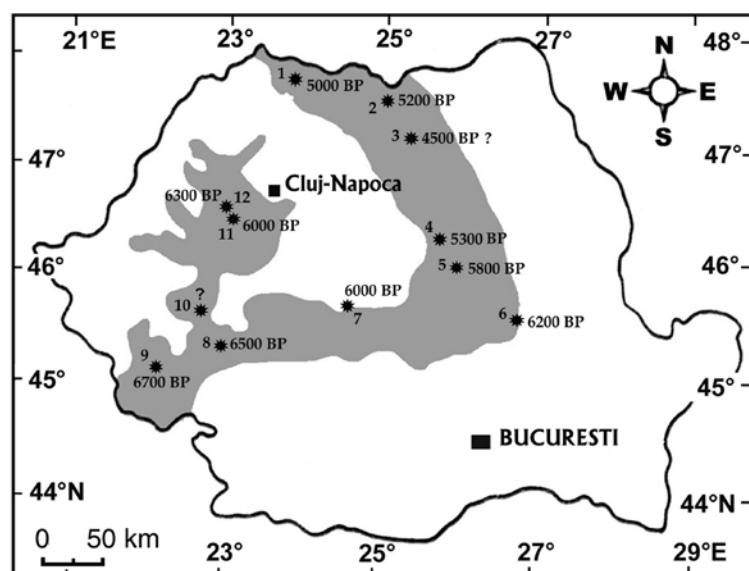 21°E 23° 25° 27° 48°
N
W E
S
1 5000 BP
2 5200 BP
3 4500 BP ?
47° 47°
Cluj-Napoca
6300 BP 12
11 6000 BP
4 5300 BP
46° 5 5800 BP 46°
?
10
6000 BP
7
6 6200 BP
8 6500 BP
9
6700 BP
45° 45°
BUCURESTI
44°N 44°N
0 50 km
23° 25° 27° 29°E